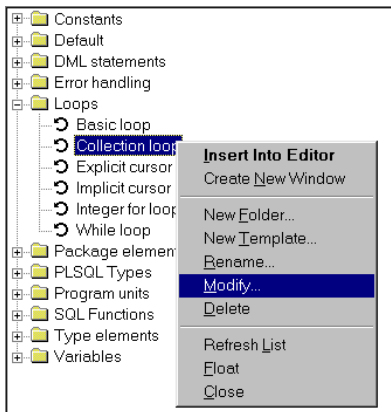 Constants
Default
DML statements
Error handling
Loops
Basic loop
Collection loop
Explicit cursor
Implicit cursor
Integer for loop
While loop
Package elemen
PLSQL Types
Program units
SQL Functions
Type elements
Variables
Insert Into Editor
Create New Window
New Folder...
New Template...
Rename...
Modify...
Delete
Refresh List
Float
Close